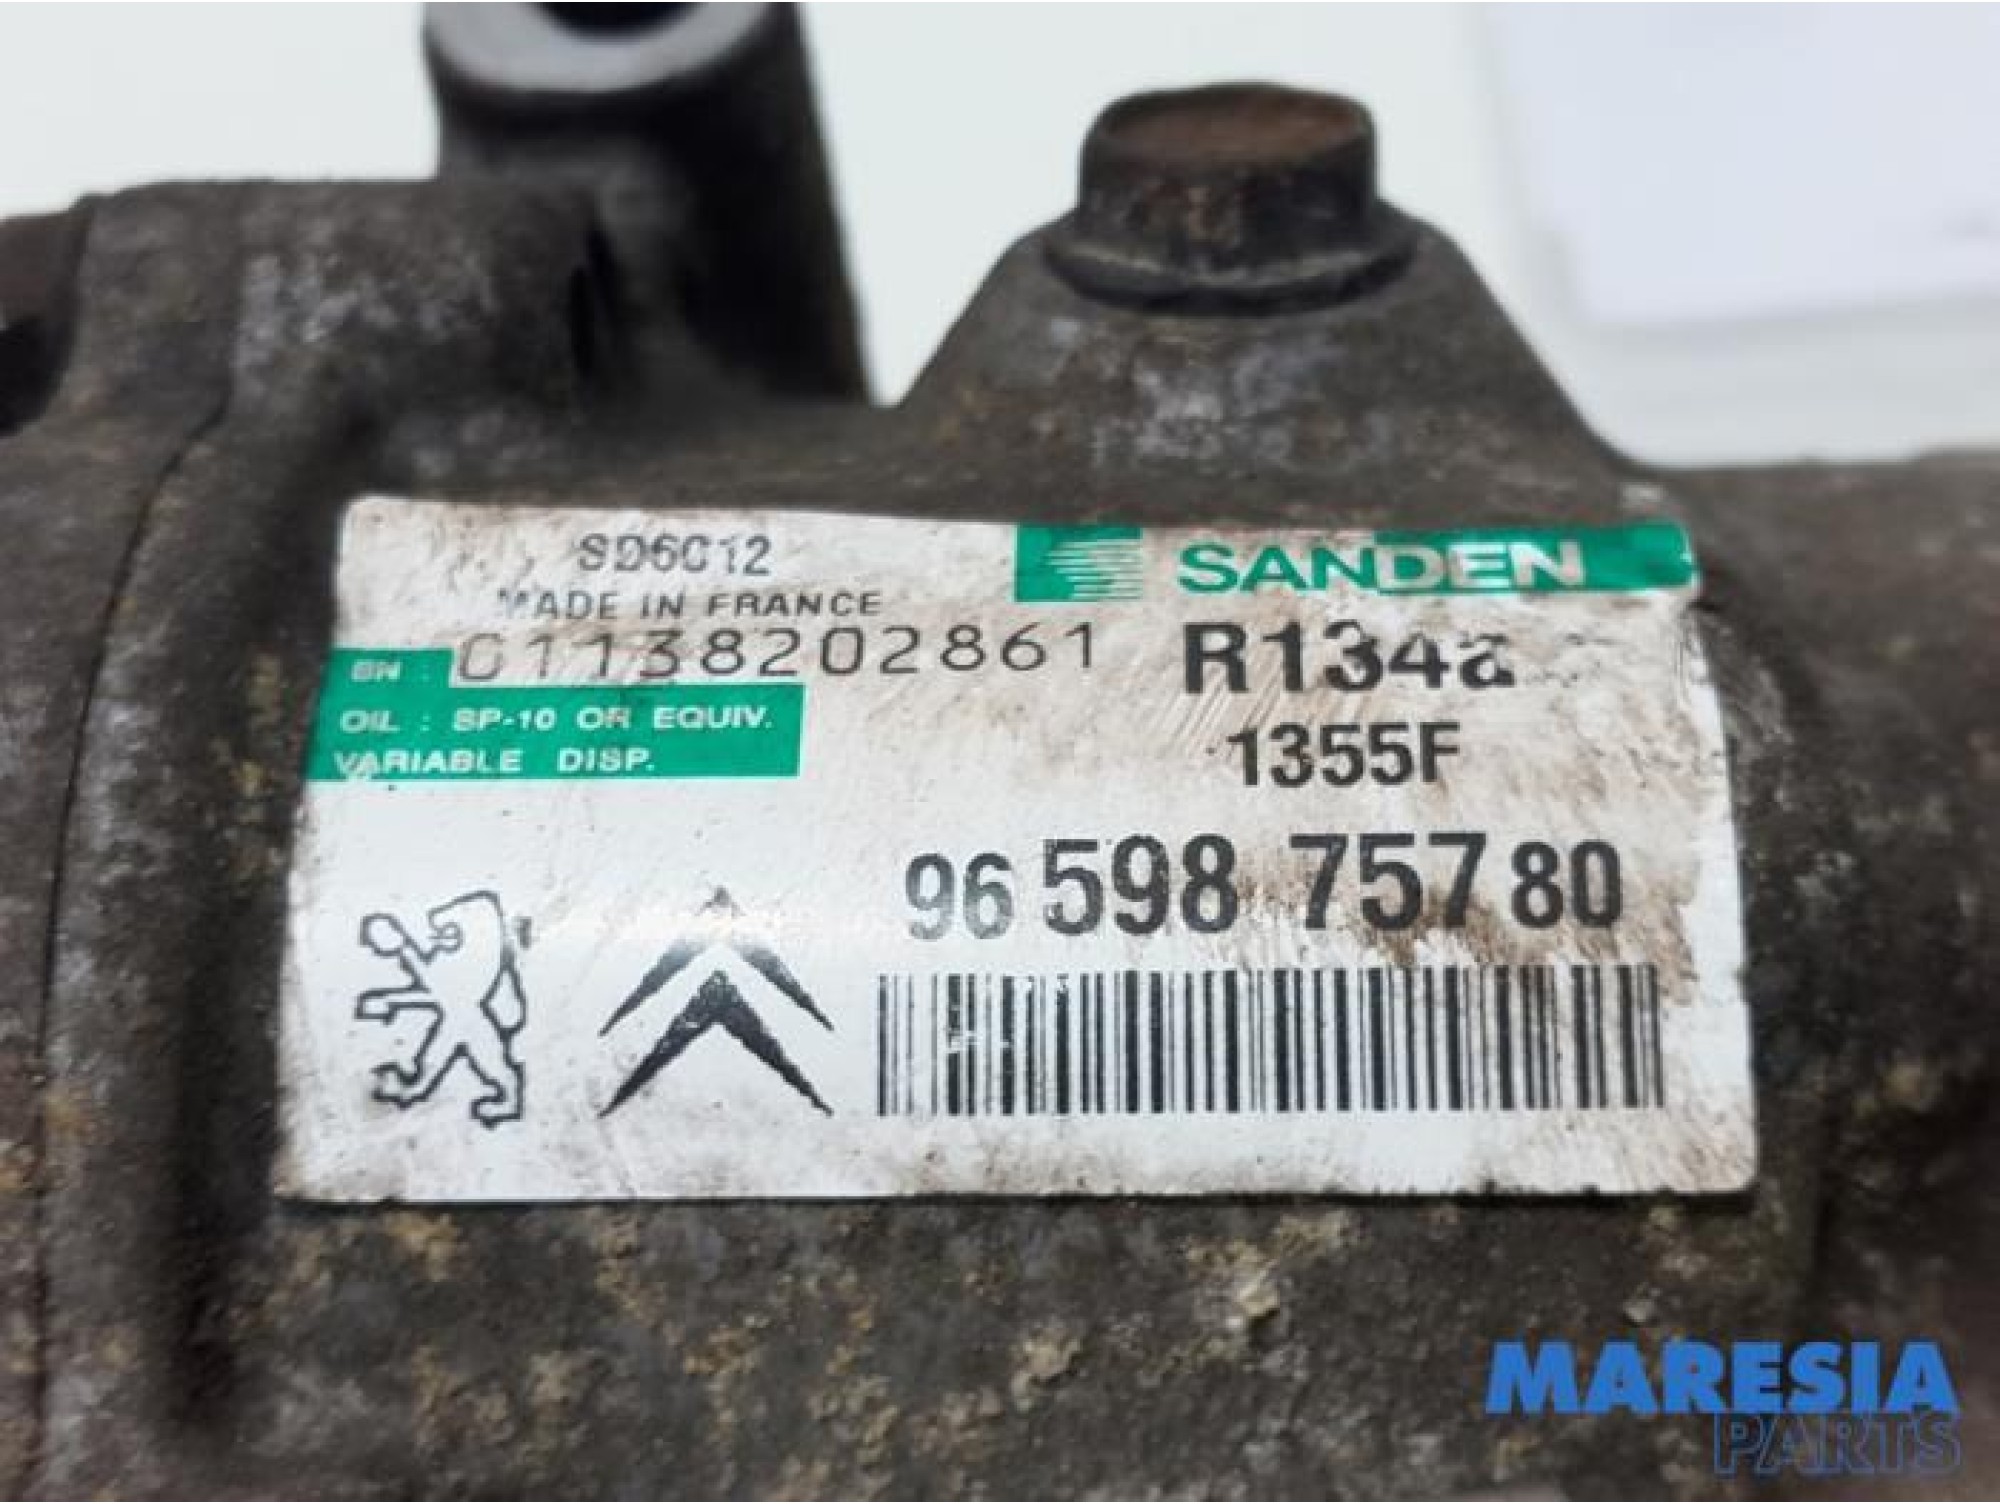 SD6C12
SANDEN
MADE IN FRANCE
SN : 01138202861
R134a
OIL : SP-10 OR EQUIV.
VARIABLE DISP.
1355F
96 598 757 80
MARESIA
PARTS